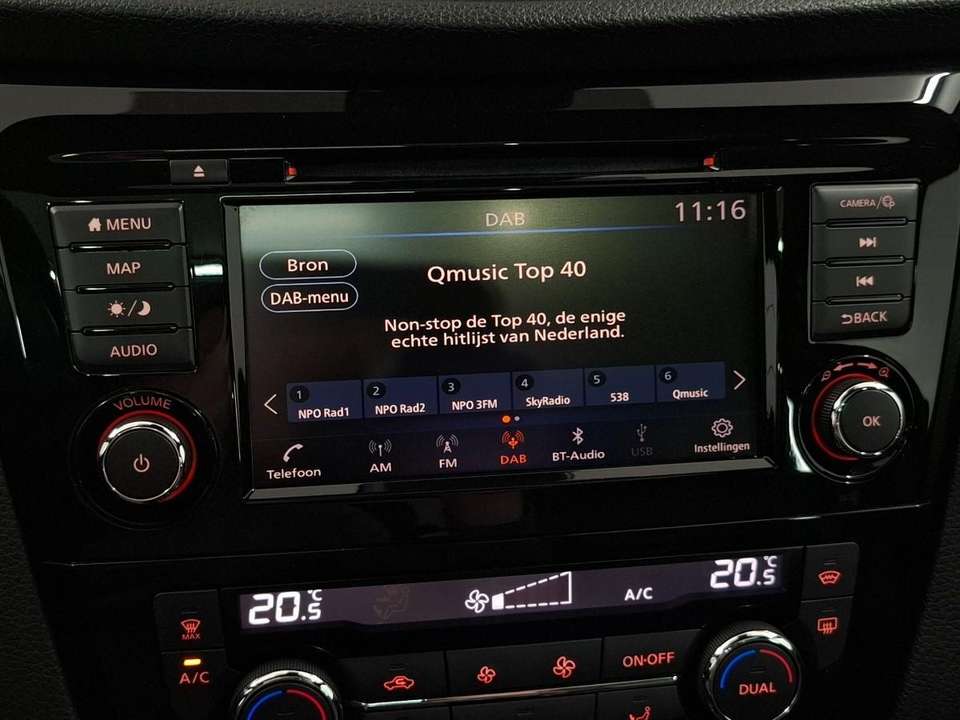 DAB
11:16
MENU
MAP
AUDIO
VOLUME
CAMERA/
BACK
OK
Bron
DAB-menu
Qmusic Top 40
Non-stop de Top 40, de enige
echte hitlijst van Nederland.
1 NPO Rad1
2 NPO Rad2
3 NPO 3FM
4 SkyRadio
5 538
6 Qmusic
Telefoon
AM
FM
DAB
BT-Audio
USB
Instellingen
20.5°C
A/C
20.5°C
MAX
A/C
ON·OFF
DUAL